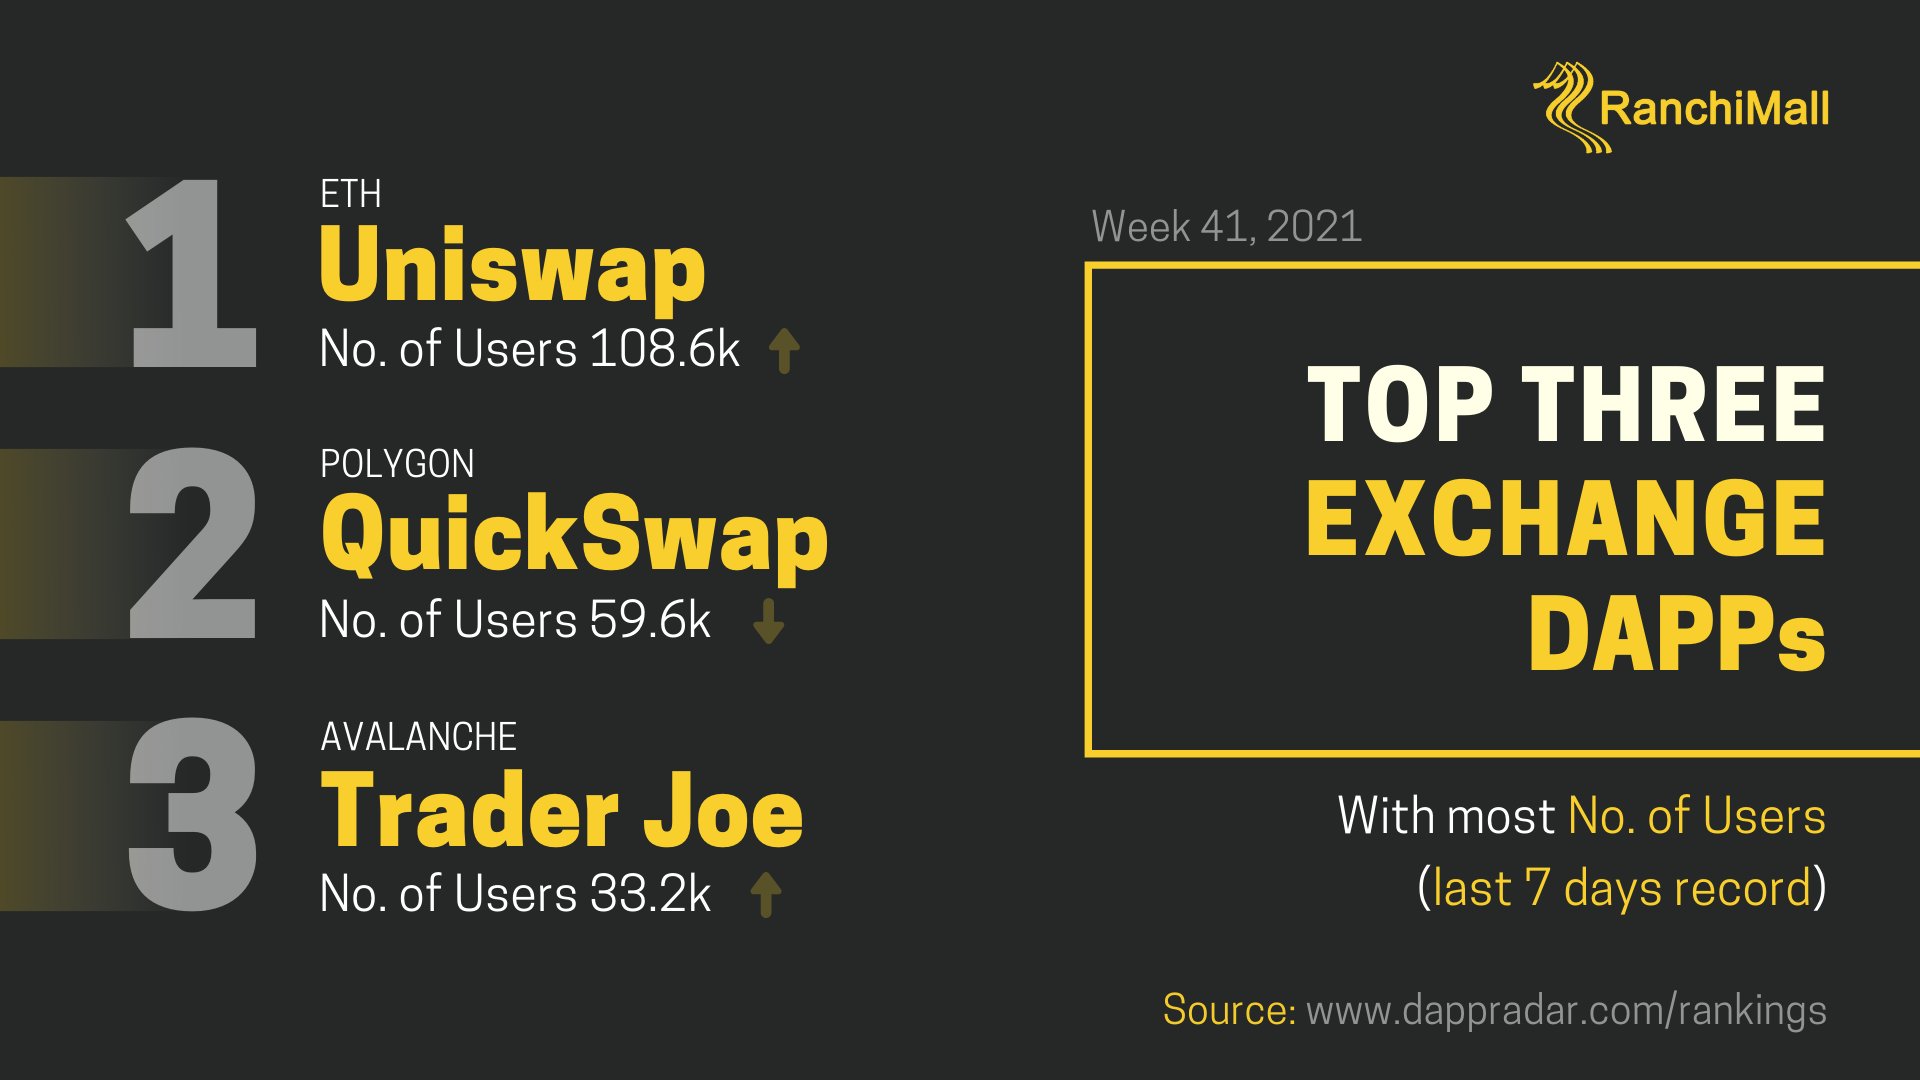 RanchiMall
1
ETH
Uniswap
No. of Users 108.6k
2
POLYGON
QuickSwap
No. of Users 59.6k
3
AVALANCHE
Trader Joe
No. of Users 33.2k
Week 41, 2021
TOP THREE
EXCHANGE
DAPPs
With most No. of Users
(last 7 days record)
Source: www.dappradar.com/rankings